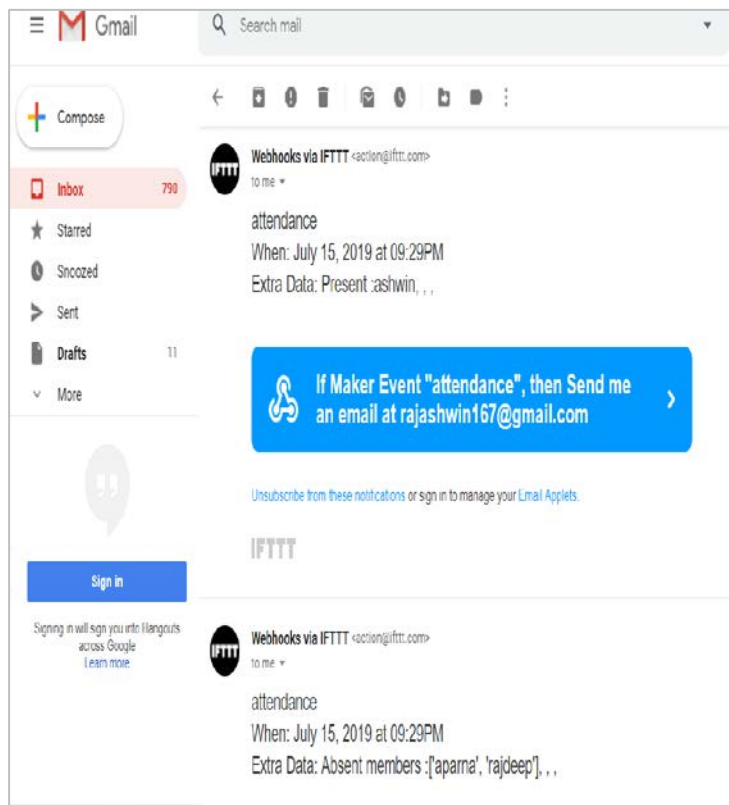 Gmail
Search mail
Compose
Inbox 790
Starred
Snoozed
Sent
Drafts 11
More
Sign in
Signing in will sign you into Hangouts
across Google
Learn more
IFTTT
Webhooks via IFTTT <action@ifttt.com>
to me
attendance
When: July 15, 2019 at 09:29PM
Extra Data: Present :ashwin, , ,
If Maker Event "attendance", then Send me
an email at rajashwin167@gmail.com
Unsubscribe from these notifications or sign in to manage your Email Applets.
IFTTT
IFTTT
Webhooks via IFTTT <action@ifttt.com>
to me
attendance
When: July 15, 2019 at 09:29PM
Extra Data: Absent members :['aparna', 'rajdeep'], , ,